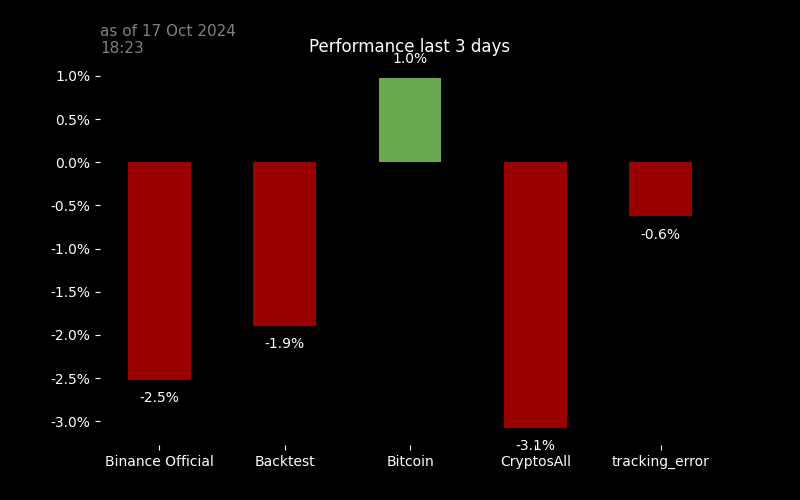 as of 17 Oct 2024
18:23
Performance last 3 days
1.0%
1.0%
0.5%
0.0%
-0.5%
-0.6%
-1.0%
-1.5%
-2.0%
-1.9%
-2.5%
-2.5%
-3.0%
-3.1%
Binance Official
Backtest
Bitcoin
CryptosAll
tracking_error